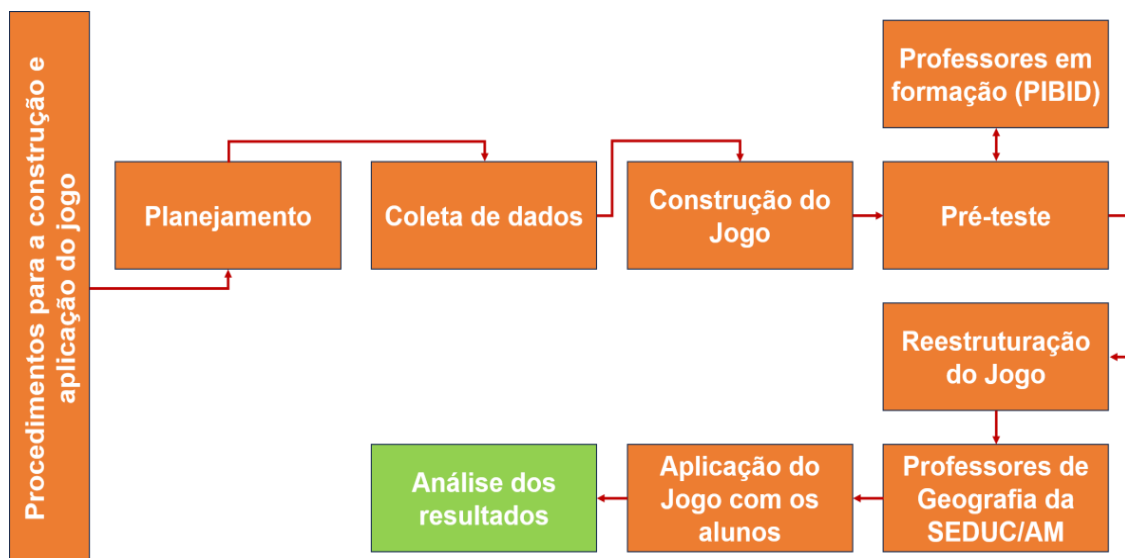 Procedimentos para a construção e
aplicação do jogo
Planejamento
Coleta de dados
Construção do
Jogo
Professores em
formação (PIBID)
Pré-teste
Reestruturação
do Jogo
Professores de
Geografia da
SEDUC/AM
Aplicação do
Jogo com os
alunos
Análise dos
resultados